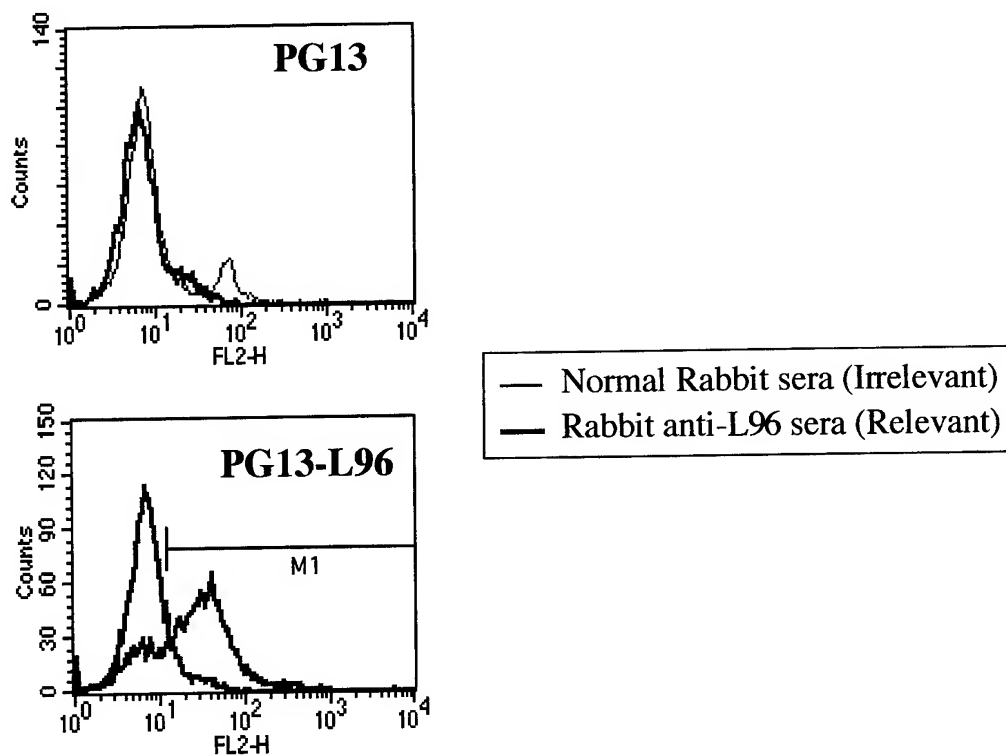 140
PG13
Counts
0
10^0 10^1 10^2 10^3 10^4
FL2-H
Normal Rabbit sera (Irrelevant)
Rabbit anti-L96 sera (Relevant)
150
PG13-L96
120
90
M1
Counts
60
30
0
10^0 10^1 10^2 10^3 10^4
FL2-H